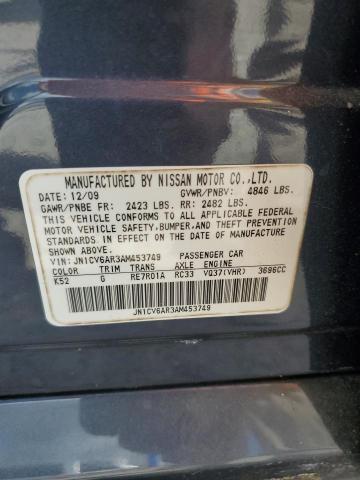 MANUFACTURED BY NISSAN MOTOR CO.,LTD.
DATE: 12/09 GVWR/PNBV: 4846 LBS.
GAWR/PNBE FR: 2423 LBS. RR: 2482 LBS.
THIS VEHICLE CONFORMS TO ALL APPLICABLE FEDERAL
MOTOR VEHICLE SAFETY,BUMPER,AND THEFT PREVENTION
STANDARDS IN EFFECT ON THE DATE OF MANUFACTURE
SHOWN ABOVE.
VIN: JN1CV6AR3AM453749 PASSENGER CAR
COLOR TRIM TRANS AXLE ENGINE
K52 G RE7R01A RC33 VQ37(VHR) 3696CC
JN1CV6AR3AM453749